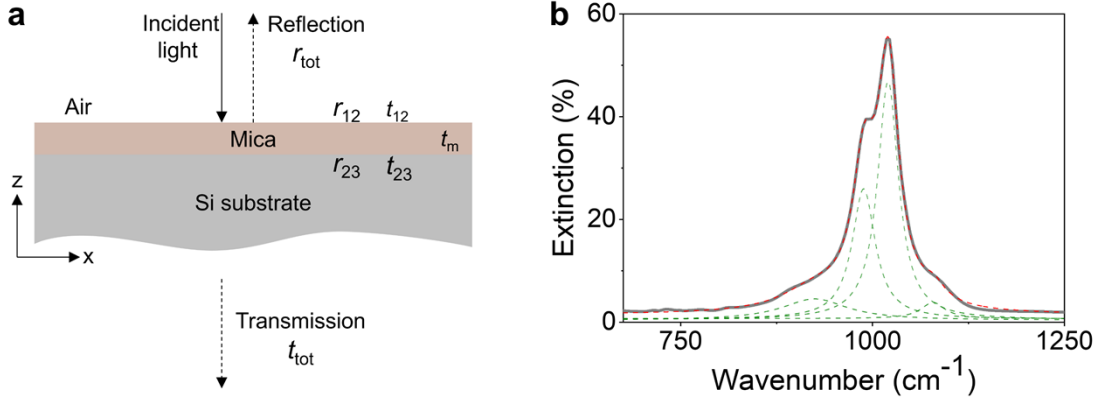 a
Incident light
Reflection
r_tot
Air
r_12 t_12
Mica
t_m
r_23 t_23
Si substrate
z
x
Transmission
t_tot
b
Extinction (%)
60
40
20
0
750 1000 1250
Wavenumber (cm^-1)